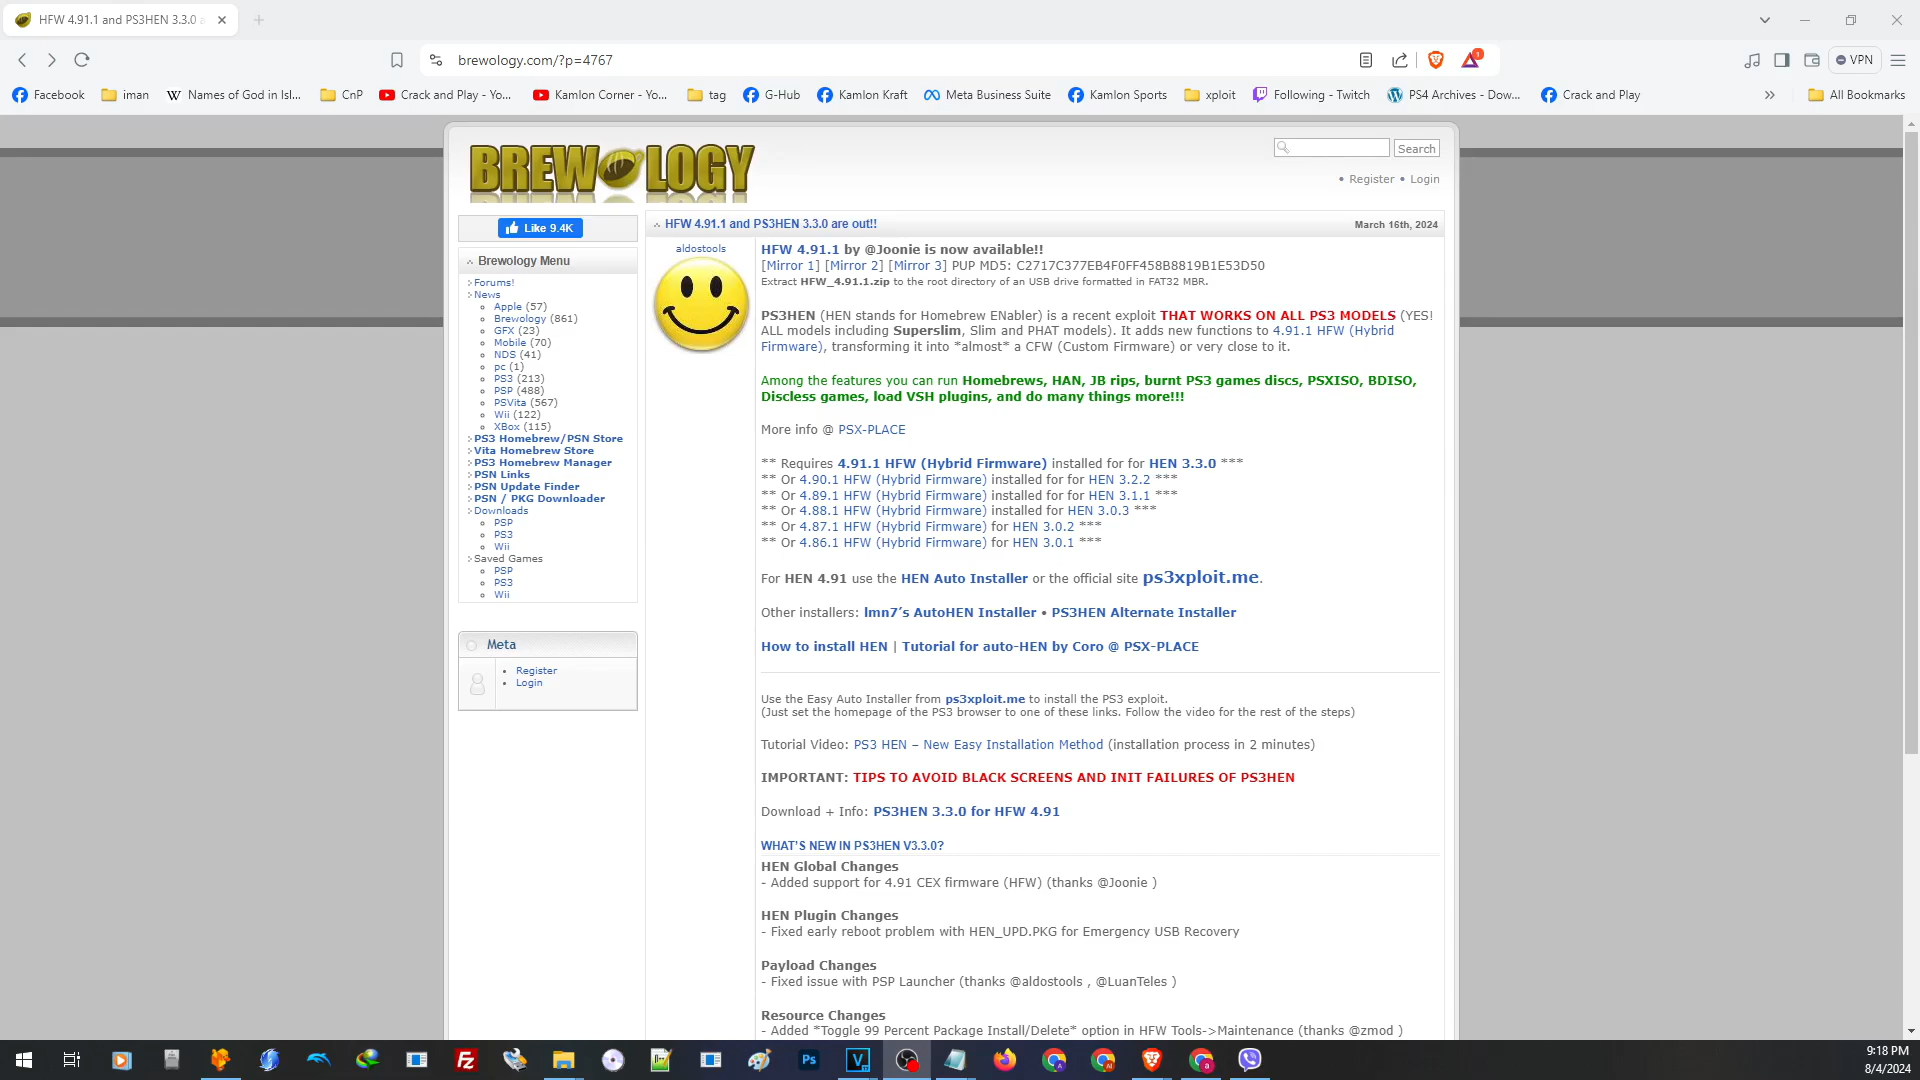 HFW 4.91.1 and PS3HEN 3.3.0 a
brewology.com/?p=4767
1
VPN
Facebook
iman
Names of God in Isl...
CnP
Crack and Play - Yo...
Kamlon Corner - Yo...
tag
G-Hub
Kamlon Kraft
Meta Business Suite
Kamlon Sports
xploit
Following - Twitch
PS4 Archives - Dow...
Crack and Play
All Bookmarks
BREWOLOGY
Search
• Register • Login
Like 9.4K
Brewology Menu
Forums!
News
Apple (57)
Brewology (861)
GFX (23)
Mobile (70)
NDS (41)
pc (1)
PS3 (213)
PSP (488)
PSVita (567)
Wii (122)
XBox (115)
PS3 Homebrew/PSN Store
Vita Homebrew Store
PS3 Homebrew Manager
PSN Links
PSN Update Finder
PSN / PKG Downloader
Downloads
PSP
PS3
Wii
Saved Games
PSP
PS3
Wii
Meta
Register
Login
HFW 4.91.1 and PS3HEN 3.3.0 are out!!
March 16th, 2024
aldostools
HFW 4.91.1 by @Joonie is now available!!
[Mirror 1] [Mirror 2] [Mirror 3] PUP MD5: C2717C377EB4F0FF458B8819B1E53D50
Extract HFW_4.91.1.zip to the root directory of an USB drive formatted in FAT32 MBR.
PS3HEN (HEN stands for Homebrew ENabler) is a recent exploit THAT WORKS ON ALL PS3 MODELS (YES!
ALL models including Superslim, Slim and PHAT models). It adds new functions to 4.91.1 HFW (Hybrid
Firmware), transforming it into *almost* a CFW (Custom Firmware) or very close to it.
Among the features you can run Homebrews, HAN, JB rips, burnt PS3 games discs, PSXISO, BDISO,
Discless games, load VSH plugins, and do many things more!!!
More info @ PSX-PLACE
** Requires 4.91.1 HFW (Hybrid Firmware) installed for for HEN 3.3.0 ***
** Or 4.90.1 HFW (Hybrid Firmware) installed for for HEN 3.2.2 ***
** Or 4.89.1 HFW (Hybrid Firmware) installed for for HEN 3.1.1 ***
** Or 4.88.1 HFW (Hybrid Firmware) installed for HEN 3.0.3 ***
** Or 4.87.1 HFW (Hybrid Firmware) for HEN 3.0.2 ***
** Or 4.86.1 HFW (Hybrid Firmware) for HEN 3.0.1 ***
For HEN 4.91 use the HEN Auto Installer or the official site ps3xploit.me.
Other installers: lmn7's AutoHEN Installer • PS3HEN Alternate Installer
How to install HEN | Tutorial for auto-HEN by Coro @ PSX-PLACE
Use the Easy Auto Installer from ps3xploit.me to install the PS3 exploit.
(Just set the homepage of the PS3 browser to one of these links. Follow the video for the rest of the steps)
Tutorial Video: PS3 HEN – New Easy Installation Method (installation process in 2 minutes)
IMPORTANT: TIPS TO AVOID BLACK SCREENS AND INIT FAILURES OF PS3HEN
Download + Info: PS3HEN 3.3.0 for HFW 4.91
WHAT'S NEW IN PS3HEN V3.3.0?
HEN Global Changes
- Added support for 4.91 CEX firmware (HFW) (thanks @Joonie )
HEN Plugin Changes
- Fixed early reboot problem with HEN_UPD.PKG for Emergency USB Recovery
Payload Changes
- Fixed issue with PSP Launcher (thanks @aldostools , @LuanTeles )
Resource Changes
- Added *Toggle 99 Percent Package Install/Delete* option in HFW Tools->Maintenance (thanks @zmod )
9:18 PM
8/4/2024